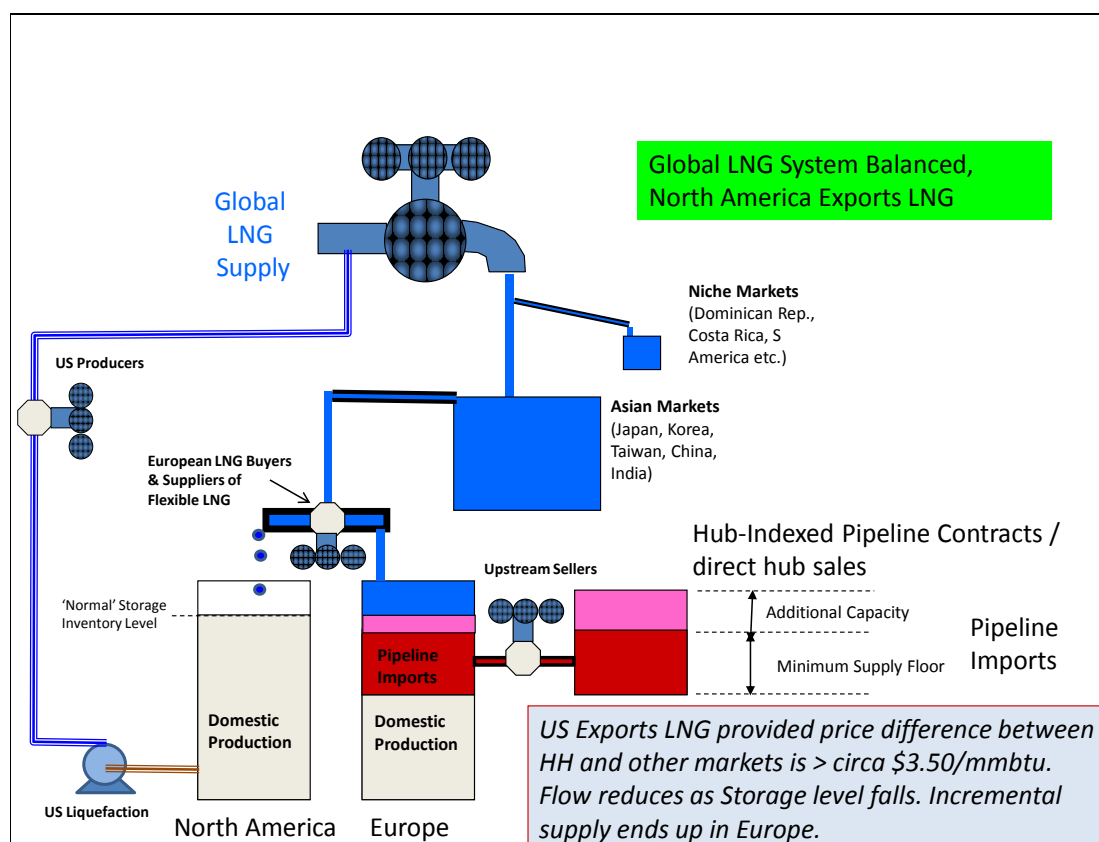 Global LNG System Balanced,
North America Exports LNG
Global
LNG
Supply
Niche Markets
(Dominican Rep.,
Costa Rica, S
America etc.)
US Producers
Asian Markets
(Japan, Korea,
Taiwan, China,
India)
European LNG Buyers
& Suppliers of
Flexible LNG
Hub-Indexed Pipeline Contracts /
direct hub sales
Upstream Sellers
'Normal' Storage
Inventory Level
Additional Capacity
Pipeline
Imports
Minimum Supply Floor
Pipeline
Imports
Domestic
Production
Domestic
Production
US Exports LNG provided price difference between
HH and other markets is > circa $3.50/mmbtu.
Flow reduces as Storage level falls. Incremental
supply ends up in Europe.
US Liquefaction
North America
Europe